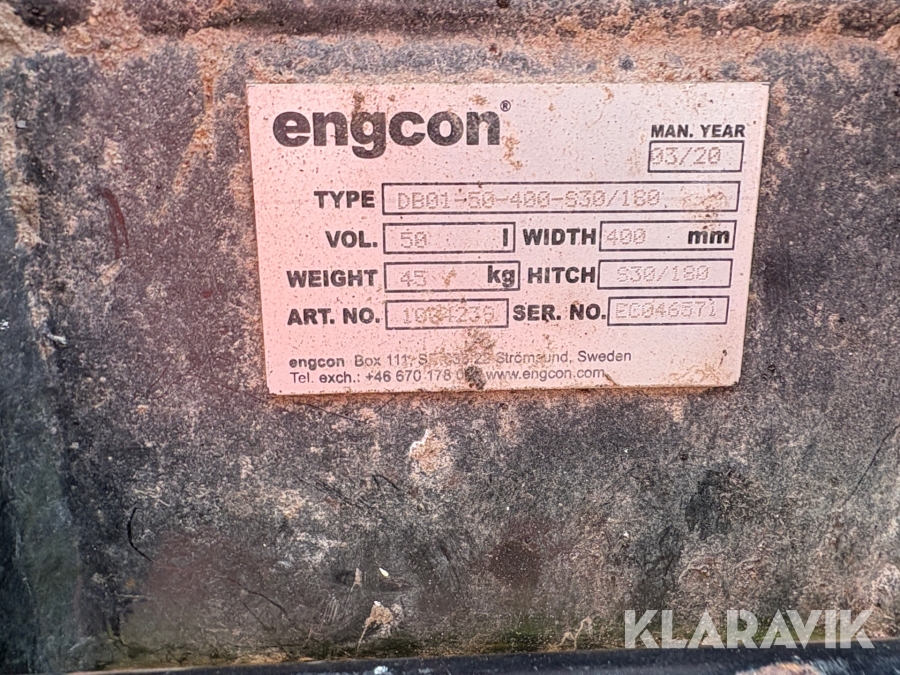 engcon®
MAN. YEAR
03/20
TYPE DB01-50-400-S30/180
VOL. 50 l WIDTH 400 mm
WEIGHT 45 kg HITCH S30/180
ART. NO. SER. NO. EC046571
engcon Box 111, Strömsund, Sweden
Tel. exch.: +46 670 178 www.engcon.com
KLARAVIK